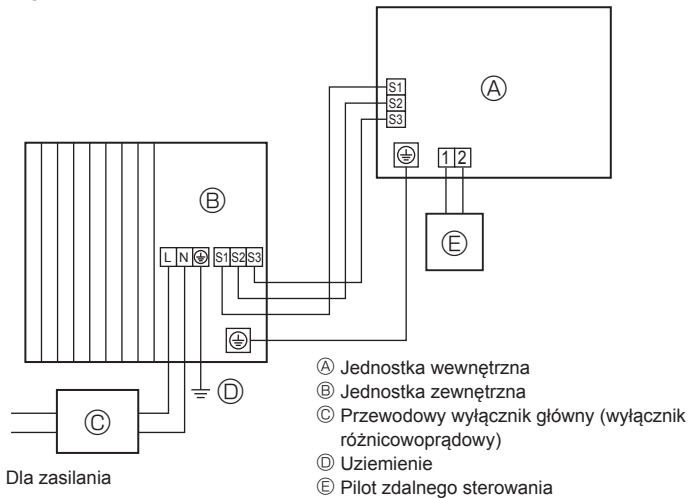 S1
S2
S3
Ⓐ
1 2
Ⓑ
Ⓔ
L N S1 S2 S3
Ⓓ
Ⓒ
Dla zasilania
Ⓐ Jednostka wewnętrzna
Ⓑ Jednostka zewnętrzna
Ⓒ Przewodowy wyłącznik główny (wyłącznik
różnicowoprądowy)
Ⓓ Uziemienie
Ⓔ Pilot zdalnego sterowania